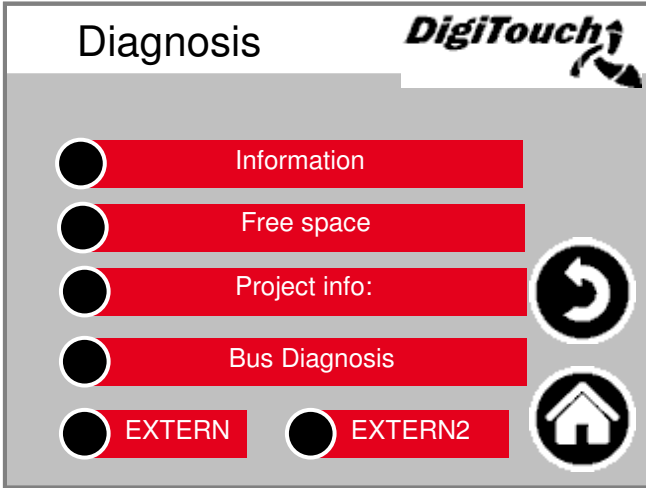 Diagnosis
DigiTouch
Information
Free space
Project info:
Bus Diagnosis
EXTERN
EXTERN2